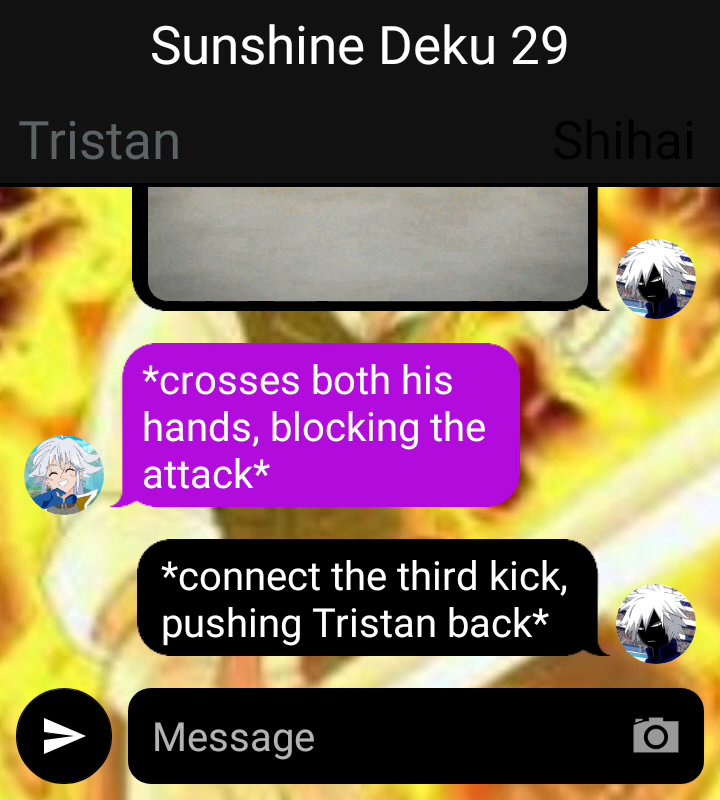 Sunshine Deku 29
Tristan
Shihai
*crosses both his
hands, blocking the
attack*
*connect the third kick,
pushing Tristan back*
Message